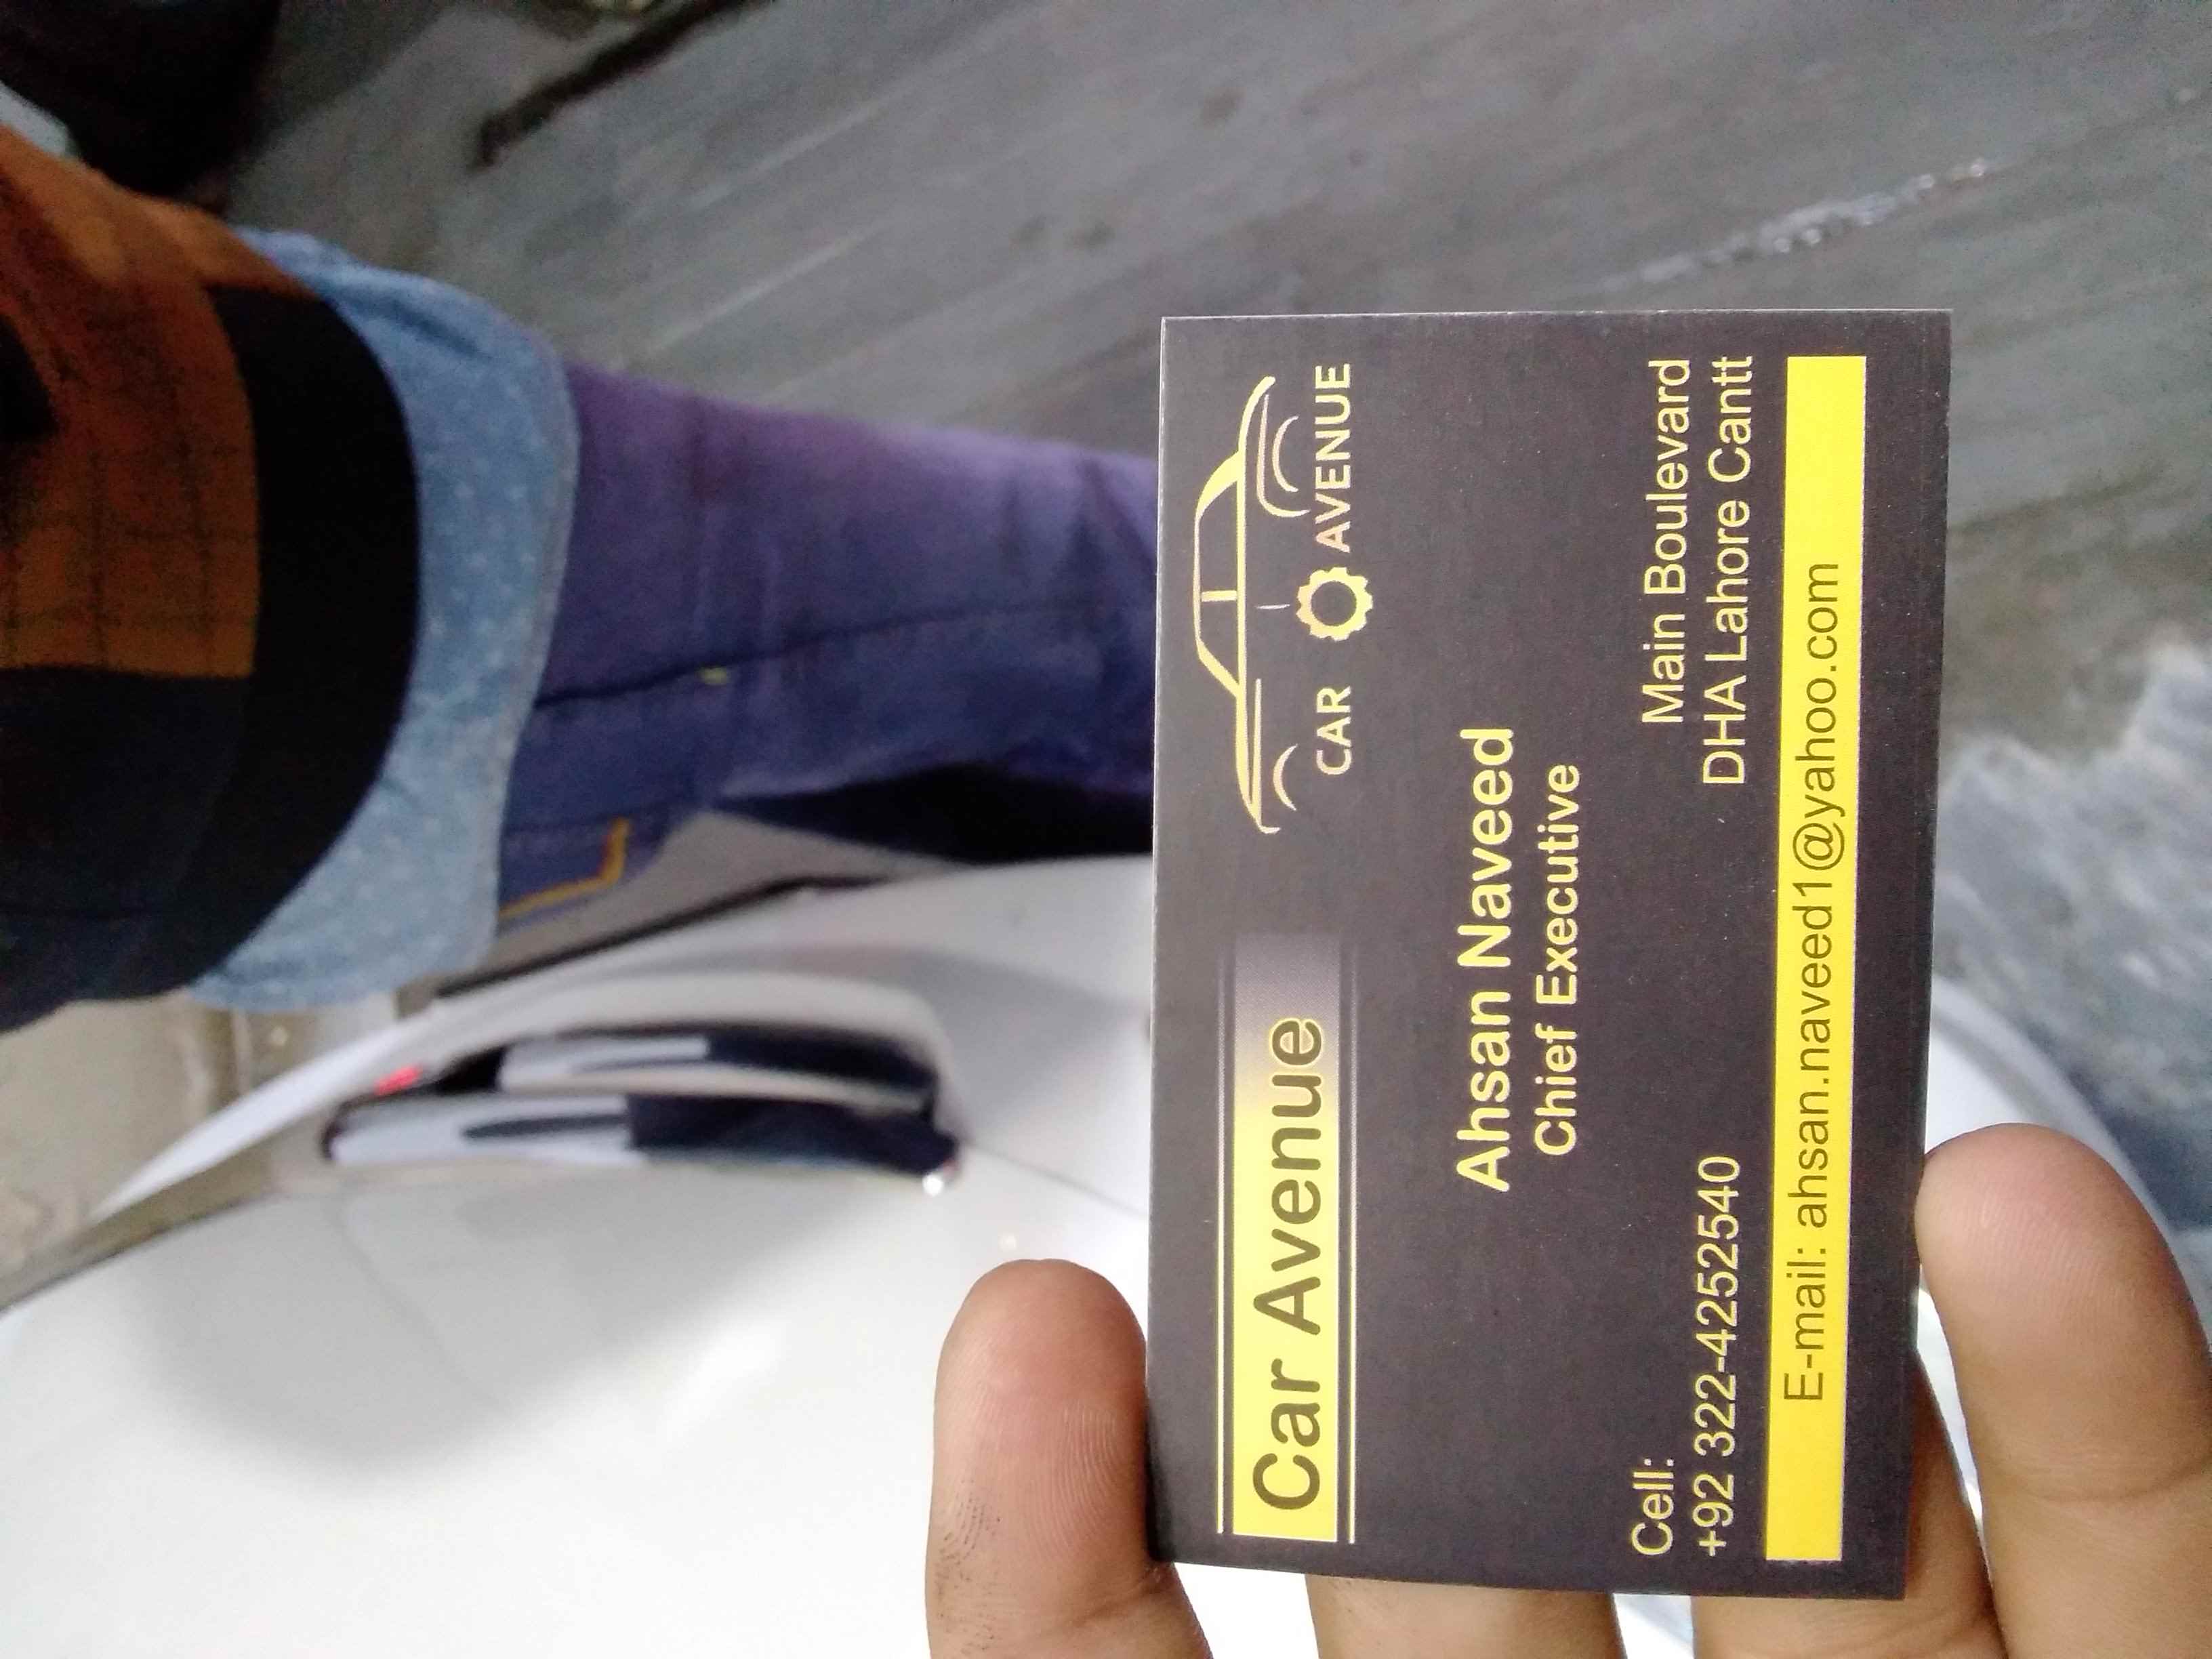 Car Avenue
CAR AVENUE
Ahsan Naveed
Chief Executive
Cell:
+92 322-4252540
Main Boulevard
DHA Lahore Cantt
E-mail: ahsan.naveed1@yahoo.com